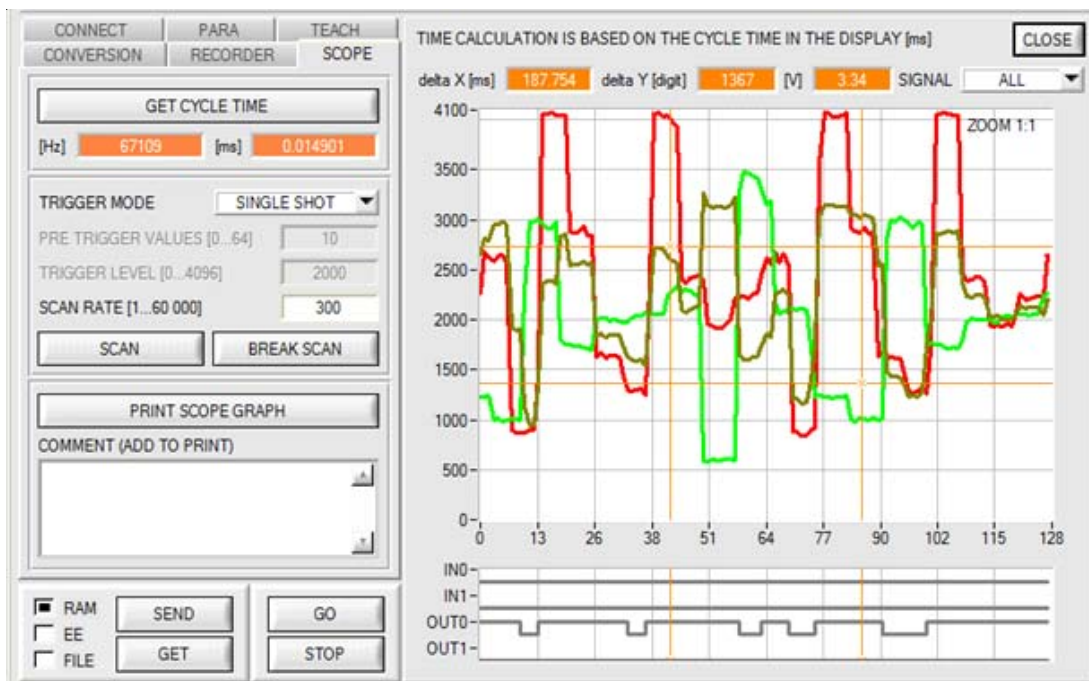 CONNECT PARA TEACH
CONVERSION RECORDER SCOPE
GET CYCLE TIME
[Hz] 67109 [ms] 0.014901
TRIGGER MODE SINGLE SHOT
PRE TRIGGER VALUES [0...64] 10
TRIGGER LEVEL [0...4096] 2000
SCAN RATE [1...60 000] 300
SCAN BREAK SCAN
PRINT SCOPE GRAPH
COMMENT (ADD TO PRINT)
RAM
EE
FILE
SEND
GET
GO
STOP
TIME CALCULATION IS BASED ON THE CYCLE TIME IN THE DISPLAY [ms] CLOSE
delta X [ms] 187.754 delta Y [digit] 1367 [V] 3.34 SIGNAL ALL
ZOOM 1:1
4100
3500
3000
2500
2000
1500
1000
500
0
0 13 26 38 51 64 77 90 102 115 128
IN0
IN1
OUT0
OUT1